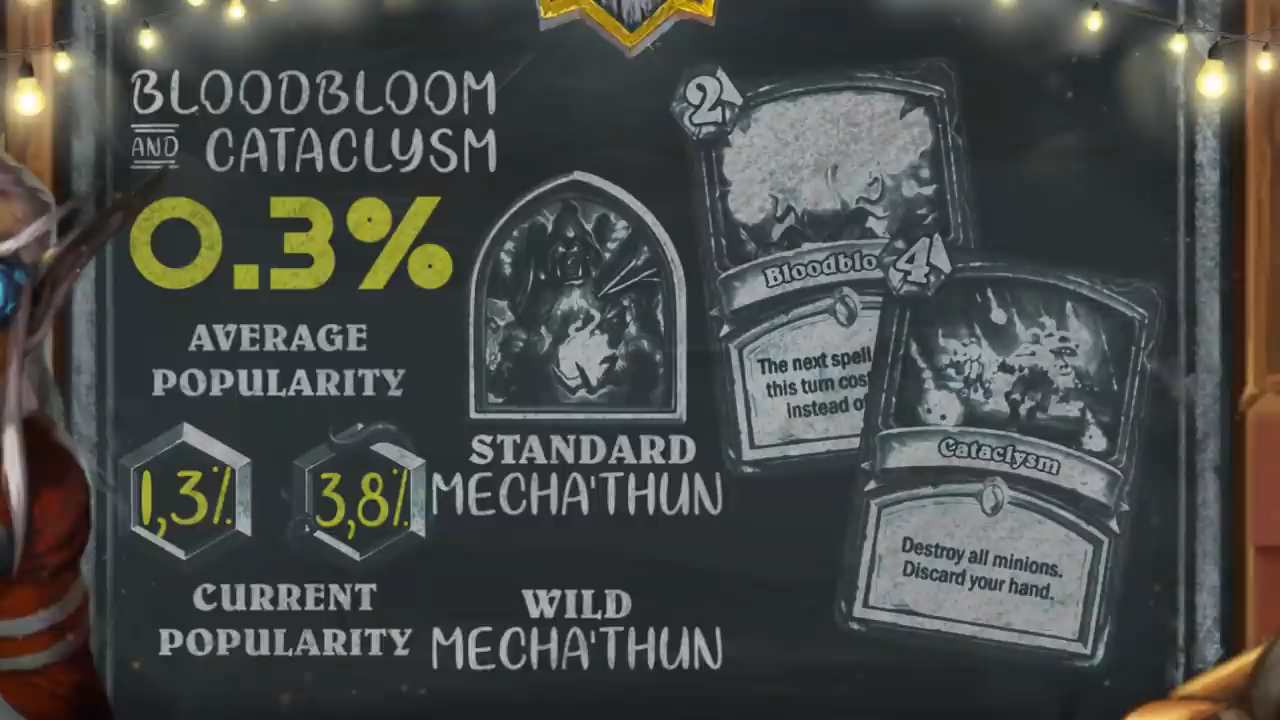 BLOODBLOOM
AND CATACLYSM
0.3%
AVERAGE
POPULARITY
1,3%
3,8%
CURRENT
POPULARITY
STANDARD
MECHA'THUN
WILD
MECHA'THUN
2
Bloodblo
The next spell
this turn cos
instead of
4
Cataclysm
Destroy all minions.
Discard your hand.